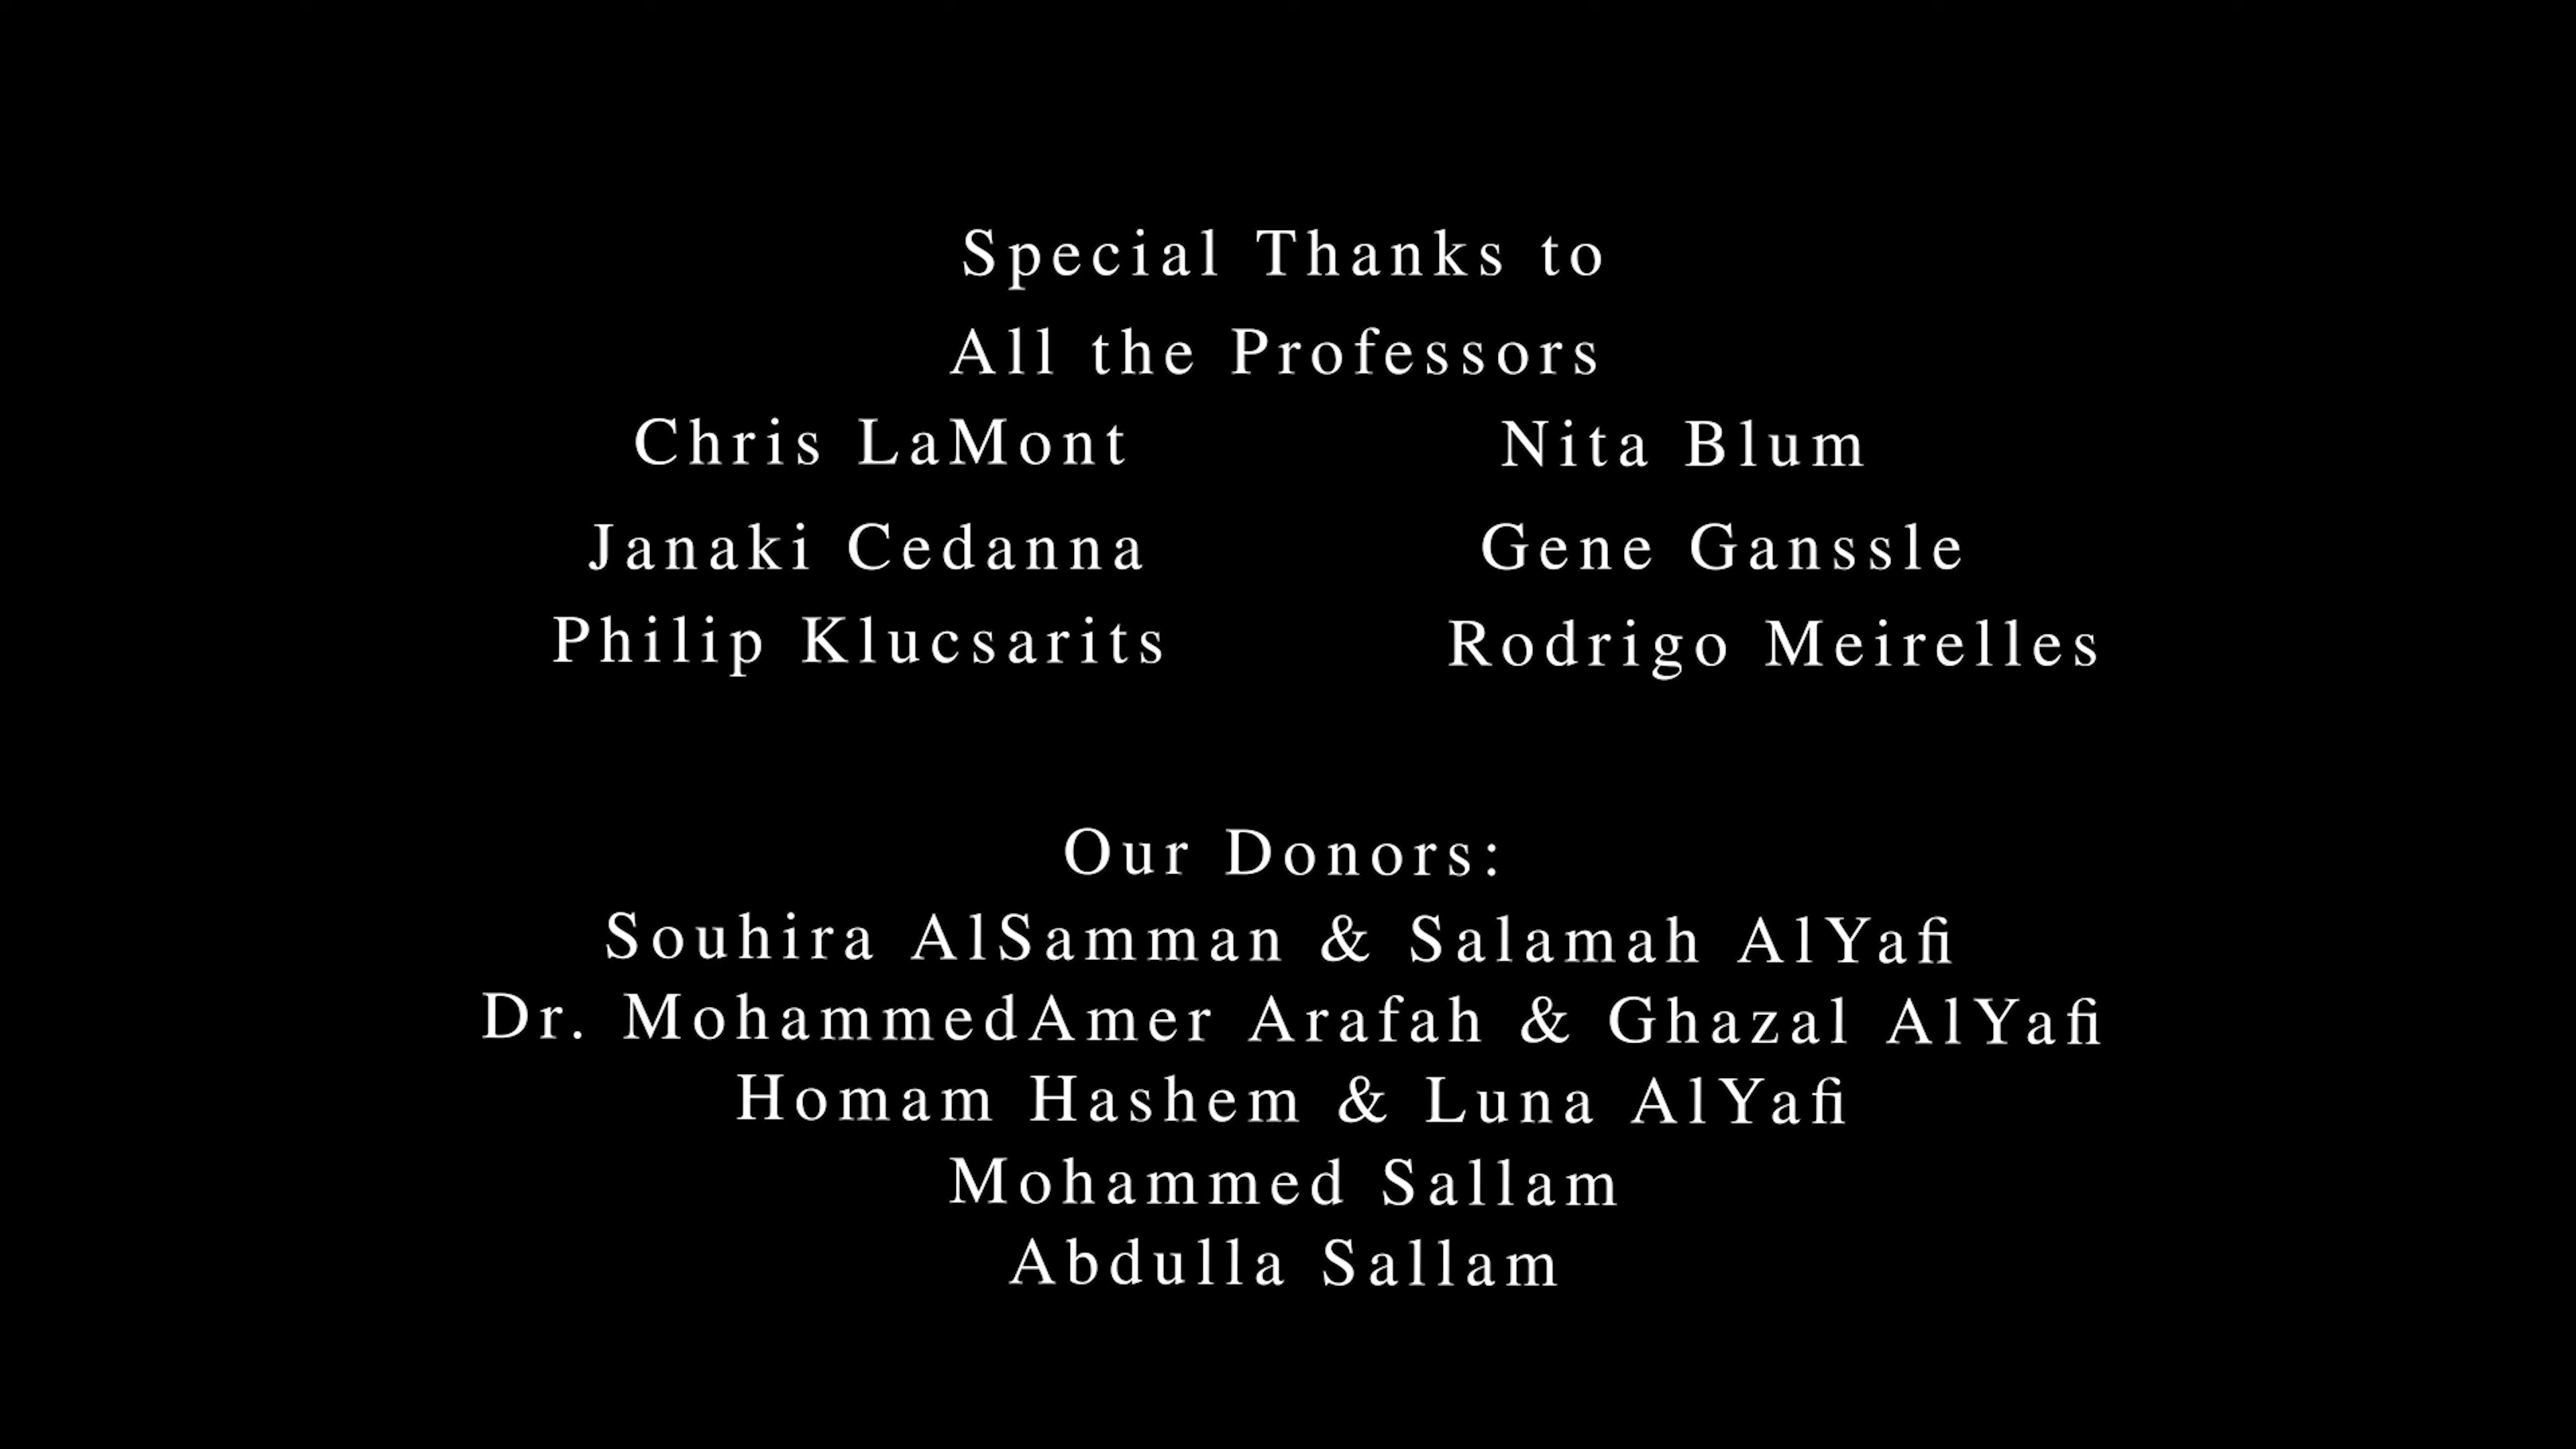 Special Thanks to
All the Professors
Chris LaMont Nita Blum
Janaki Cedanna Gene Ganssle
Philip Klucsarits Rodrigo Meirelles
Our Donors:
Souhira AlSamman & Salamah AlYafi
Dr. MohammedAmer Arafah & Ghazal AlYafi
Homam Hashem & Luna AlYafi
Mohammed Sallam
Abdulla Sallam